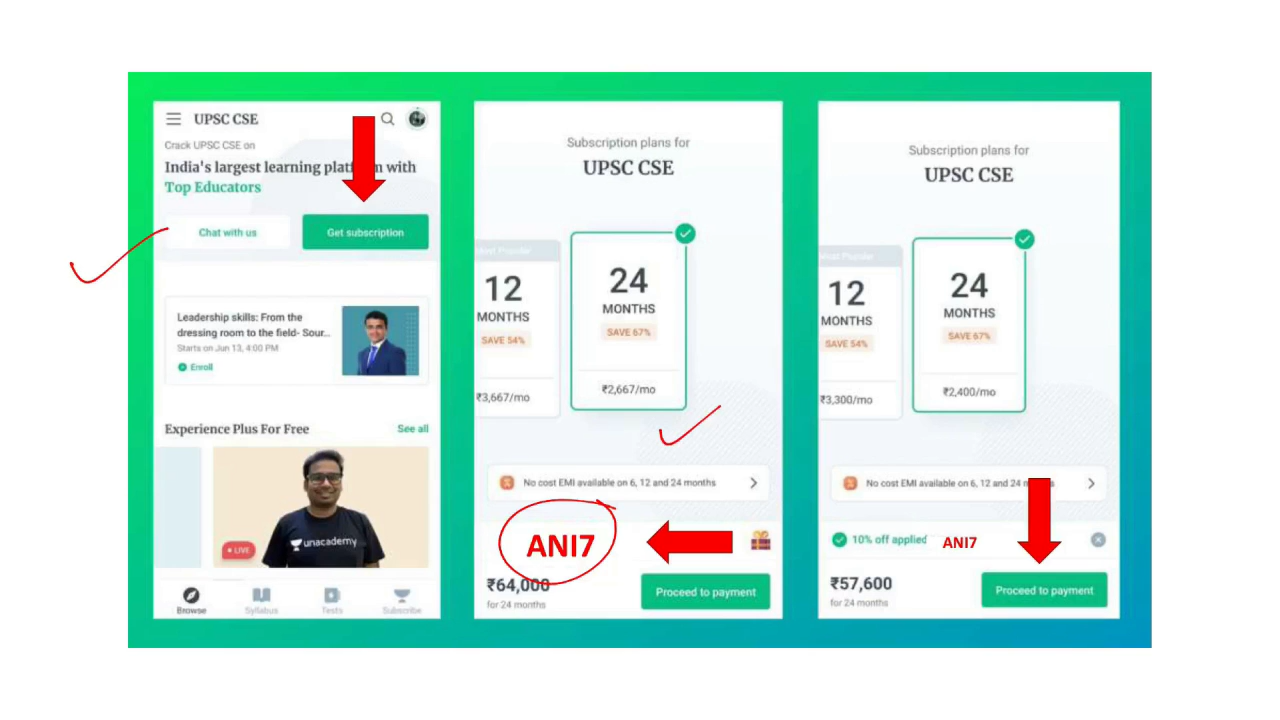 UPSC CSE
Crack UPSC CSE on
India's largest learning platform with
Top Educators
Chat with us
Get subscription
Leadership skills: From the
dressing room to the field- Sour...
Starts on Jun 13, 4:00 PM
Enroll
Experience Plus For Free
See all
unacademy
LIVE
Browse
Syllabus
Tests
Subscribe
Subscription plans for
UPSC CSE
Most Popular
12
MONTHS
SAVE 54%
₹3,667/mo
24
MONTHS
SAVE 67%
₹2,667/mo
No cost EMI available on 6, 12 and 24 months
ANI7
₹64,000
for 24 months
Proceed to payment
Subscription plans for
UPSC CSE
Most Popular
12
MONTHS
SAVE 54%
₹3,300/mo
24
MONTHS
SAVE 67%
₹2,400/mo
No cost EMI available on 6, 12 and 24 months
10% off applied
ANI7
₹57,600
for 24 months
Proceed to payment